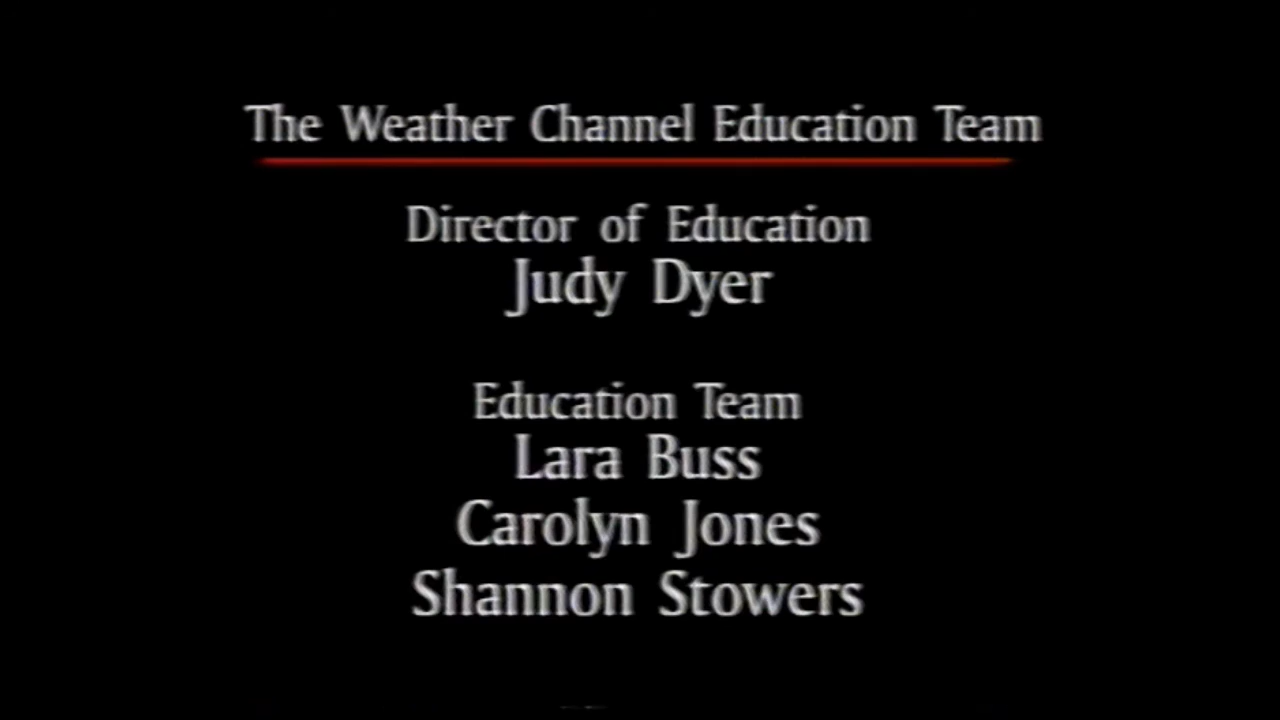 The Weather Channel Education Team
Director of Education
Judy Dyer
Education Team
Lara Buss
Carolyn Jones
Shannon Stowers